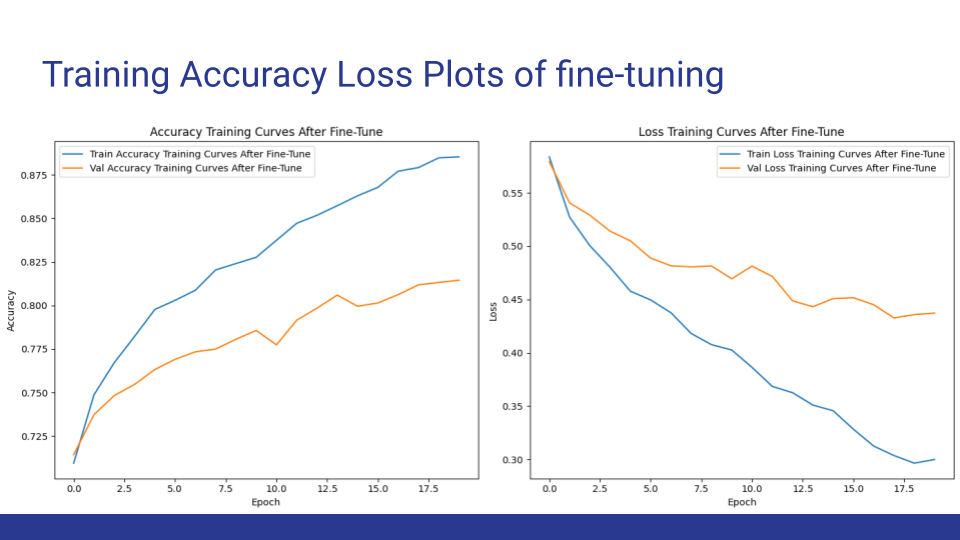 Training Accuracy Loss Plots of fine-tuning
Accuracy Training Curves After Fine-Tune
Train Accuracy Training Curves After Fine-Tune
Val Accuracy Training Curves After Fine-Tune
0.875
0.850
0.825
0.800
0.775
0.750
0.725
Accuracy
0.0 2.5 5.0 7.5 10.0 12.5 15.0 17.5
Epoch
Loss Training Curves After Fine-Tune
Train Loss Training Curves After Fine-Tune
Val Loss Training Curves After Fine-Tune
0.55
0.50
0.45
0.40
0.35
0.30
Loss
0.0 2.5 5.0 7.5 10.0 12.5 15.0 17.5
Epoch